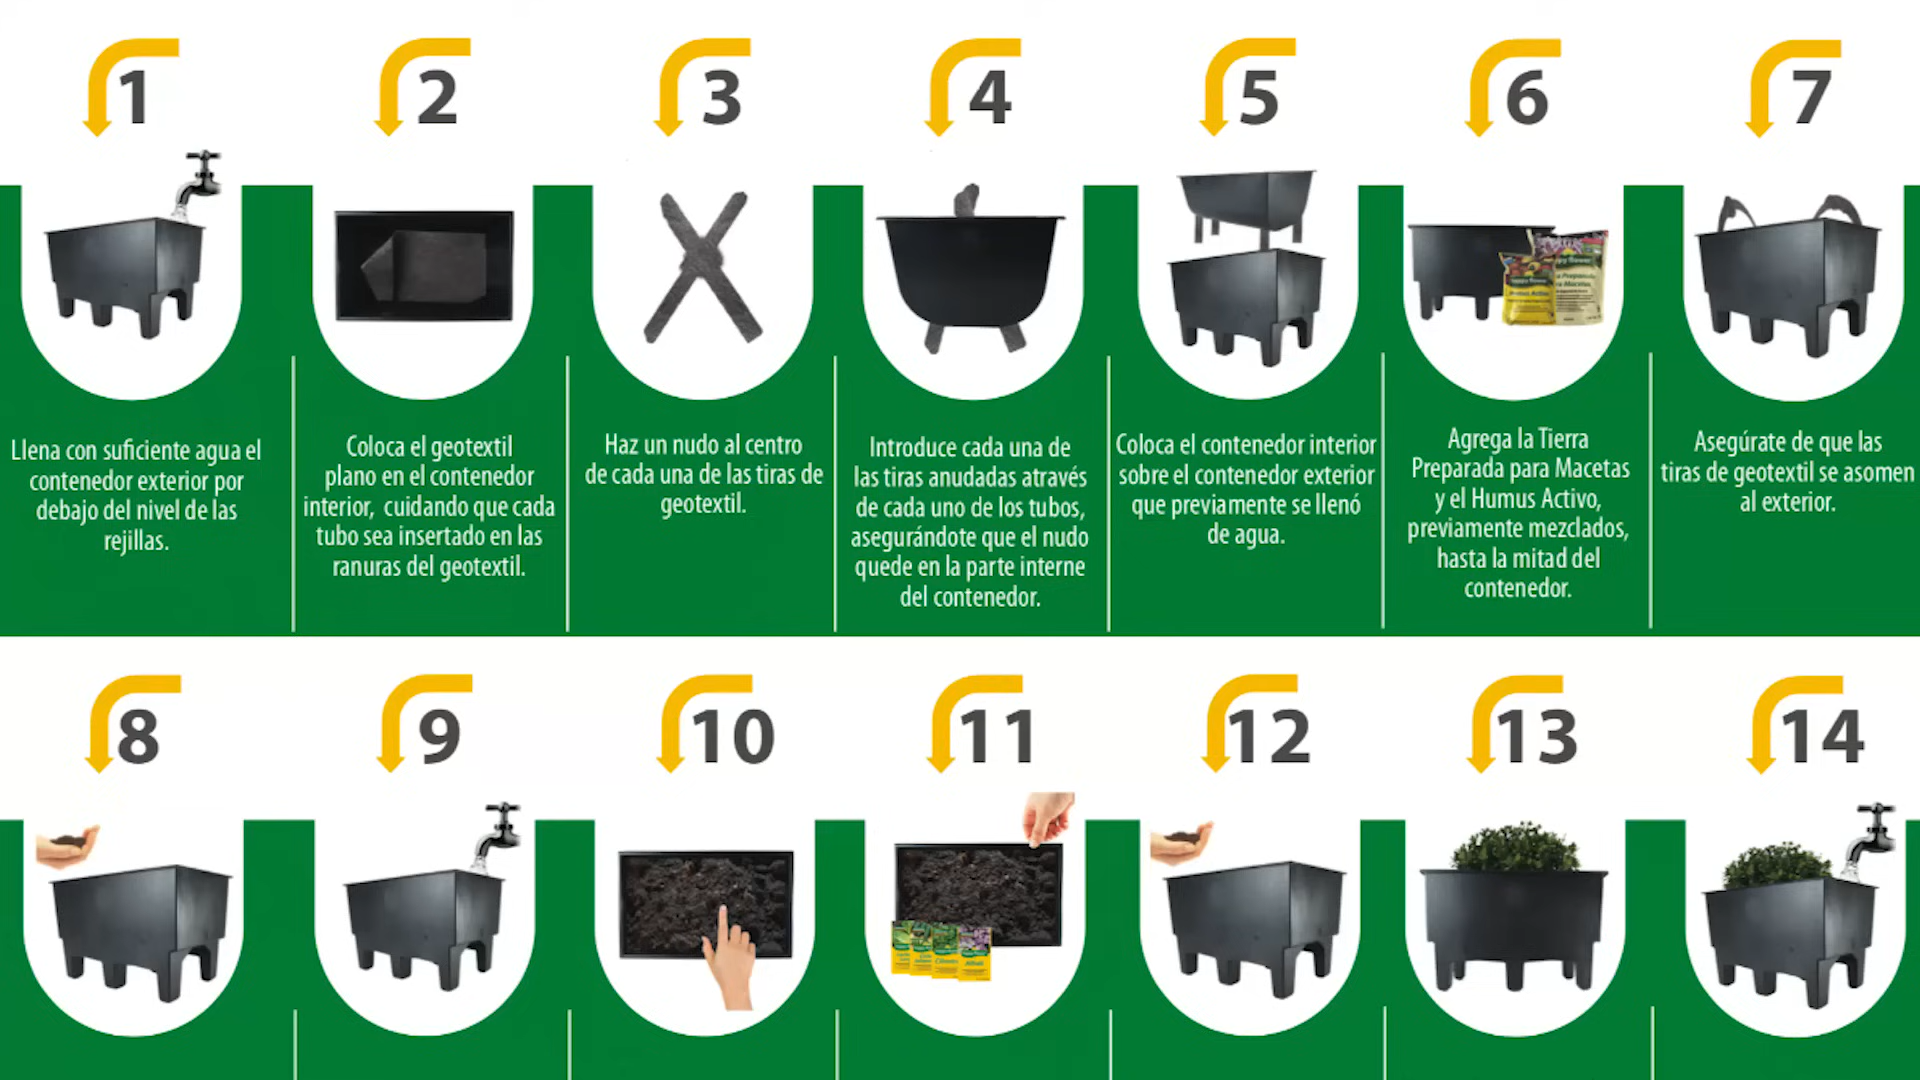 1
2
3
4
5
6
7
Llena con suficiente agua el
contenedor exterior por
debajo del nivel de las
rejillas.
Coloca el geotextil
plano en el contenedor
interior, cuidando que cada
tubo sea insertado en las
ranuras del geotextil.
Haz un nudo al centro
de cada una de las tiras de
geotextil.
Introduce cada una de
las tiras anudadas através
de cada uno de los tubos,
asegurándote que el nudo
quede en la parte interne
del contenedor.
Coloca el contenedor interior
sobre el contenedor exterior
que previamente se llenó
de agua.
Agrega la Tierra
Preparada para Macetas
y el Humus Activo,
previamente mezclados,
hasta la mitad del
contenedor.
Asegúrate de que las
tiras de geotextil se asomen
al exterior.
8
9
10
11
12
13
14